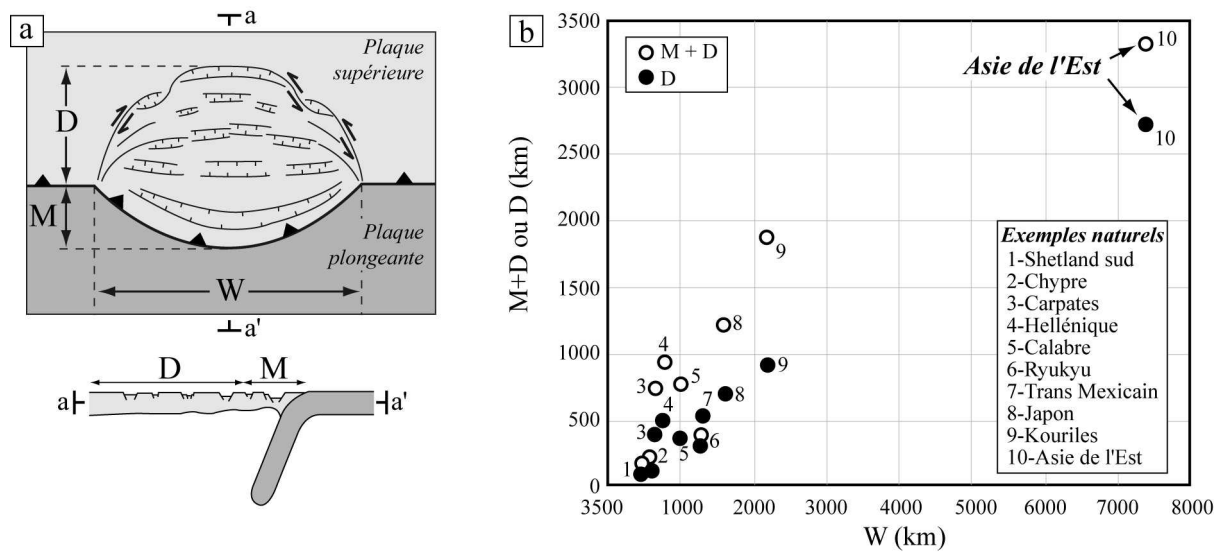 a
a
Plaque
supérieure
D
M
Plaque
plongeante
W
a'
D
M
a
a'
b
M + D
D
Asie de l'Est
10
10
9
8
4
5
3
9
7
8
4
3
6
5
2
1
Exemples naturels
1-Shetland sud
2-Chypre
3-Carpates
4-Hellénique
5-Calabre
6-Ryukyu
7-Trans Mexicain
8-Japon
9-Kouriles
10-Asie de l'Est
M+D ou D (km)
3500
3000
2500
2000
1500
1000
500
0
3500 1000 2000 3000 4000 5000 6000 7000 8000
W (km)